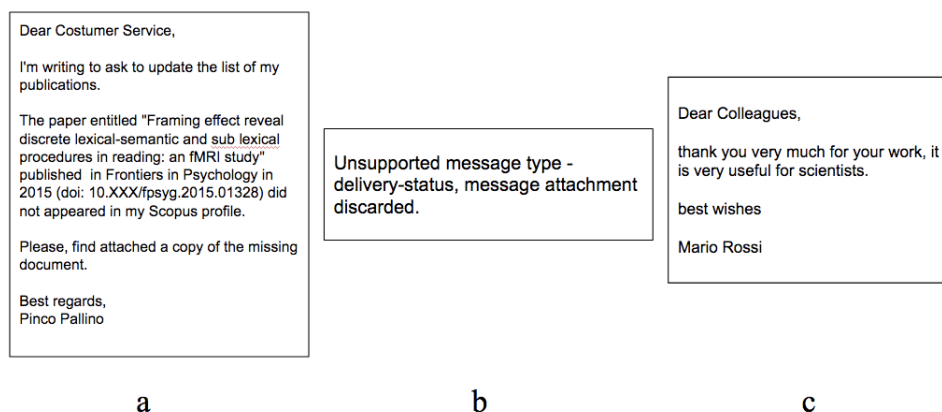 Dear Costumer Service,
I'm writing to ask to update the list of my
publications.
The paper entitled "Framing effect reveal
discrete lexical-semantic and sub lexical
procedures in reading: an fMRI study"
published  in Frontiers in Psychology in
2015 (doi: 10.XXX/fpsyg.2015.01328) did
not appeared in my Scopus profile.
Please, find attached a copy of the missing
document.
Best regards,
Pinco Pallino
a
Unsupported message type -
delivery-status, message attachment
discarded.
b
Dear Colleagues,
thank you very much for your work, it
is very useful for scientists.
best wishes
Mario Rossi
c